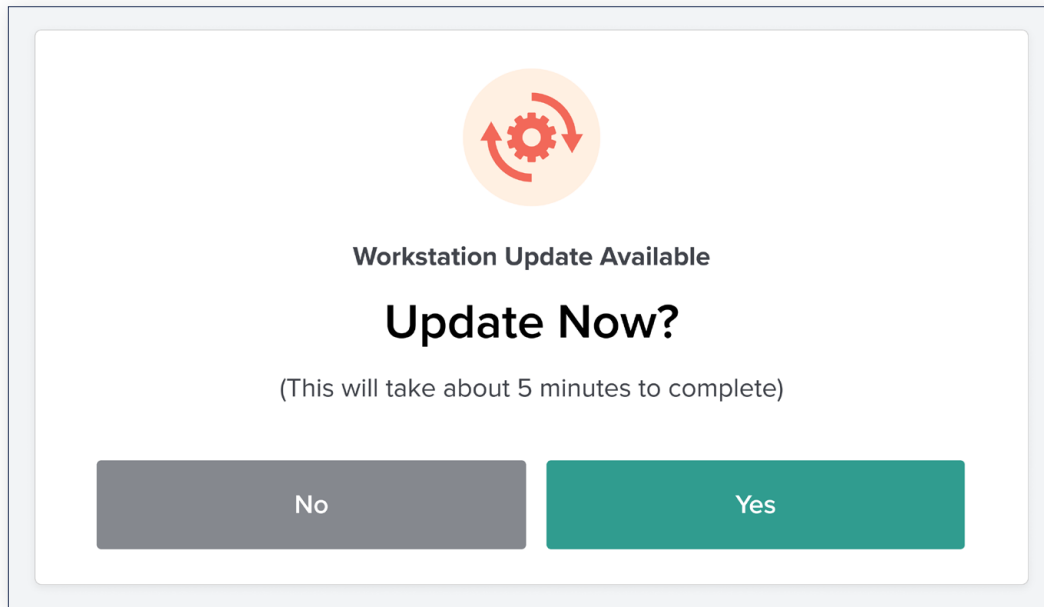 Workstation Update Available
Update Now?
(This will take about 5 minutes to complete)
No
Yes